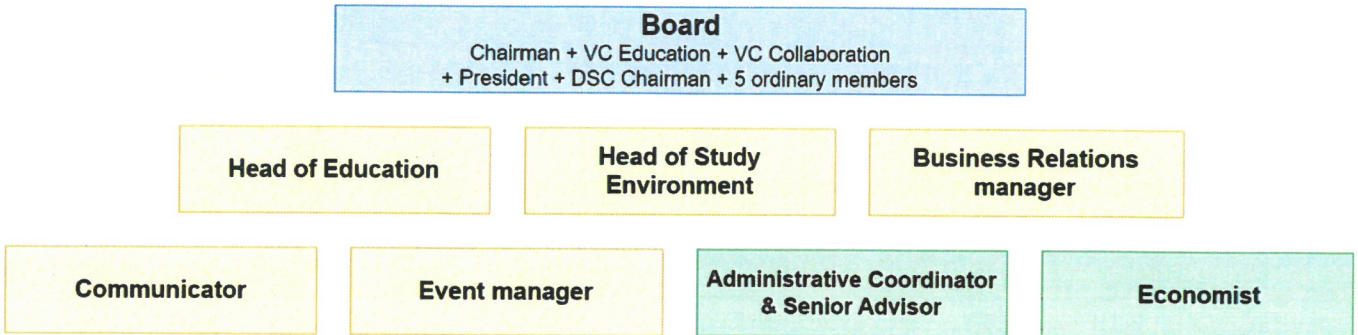 Board
Chairman + VC Education + VC Collaboration
+ President + DSC Chairman + 5 ordinary members
Head of Education
Head of Study
Environment
Business Relations
manager
Communicator
Event manager
Administrative Coordinator
& Senior Advisor
Economist